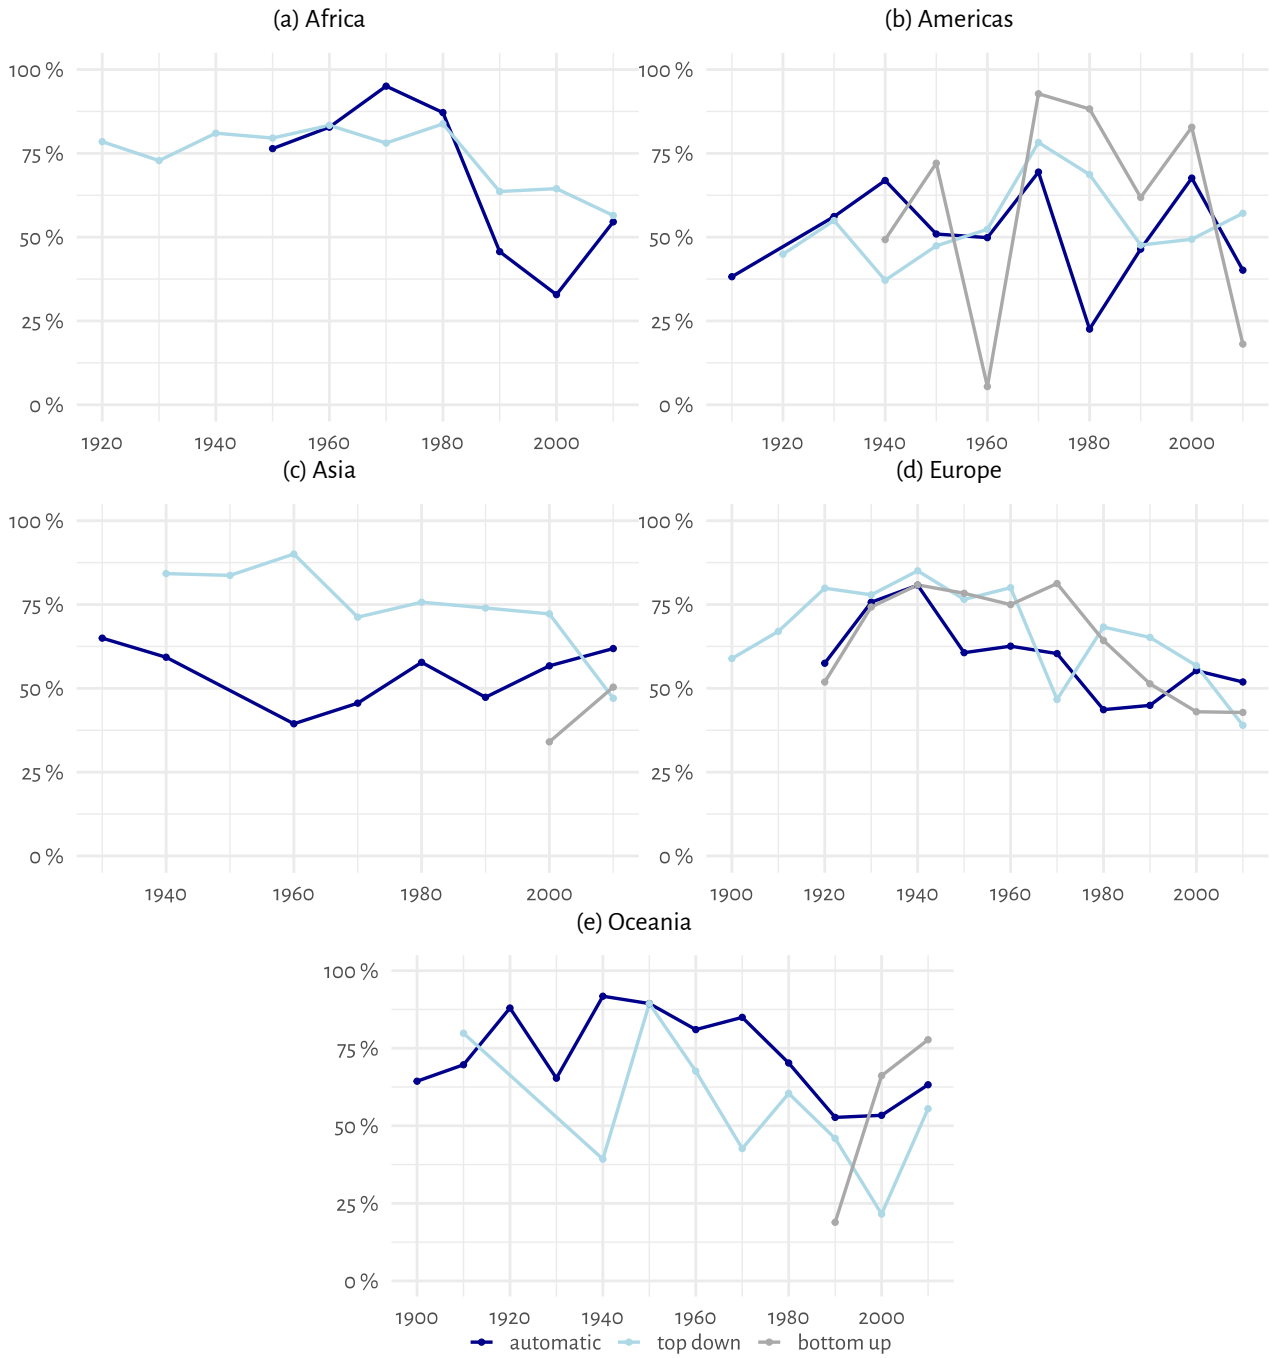 (a) Africa
(b) Americas
100 %
75 %
50 %
25 %
0 %
1920 1940 1960 1980 2000
100 %
75 %
50 %
25 %
0 %
1920 1940 1960 1980 2000
(c) Asia
(d) Europe
100 %
75 %
50 %
25 %
0 %
1940 1960 1980 2000
100 %
75 %
50 %
25 %
0 %
1900 1920 1940 1960 1980 2000
(e) Oceania
100 %
75 %
50 %
25 %
0 %
1900 1920 1940 1960 1980 2000
automatic top down bottom up